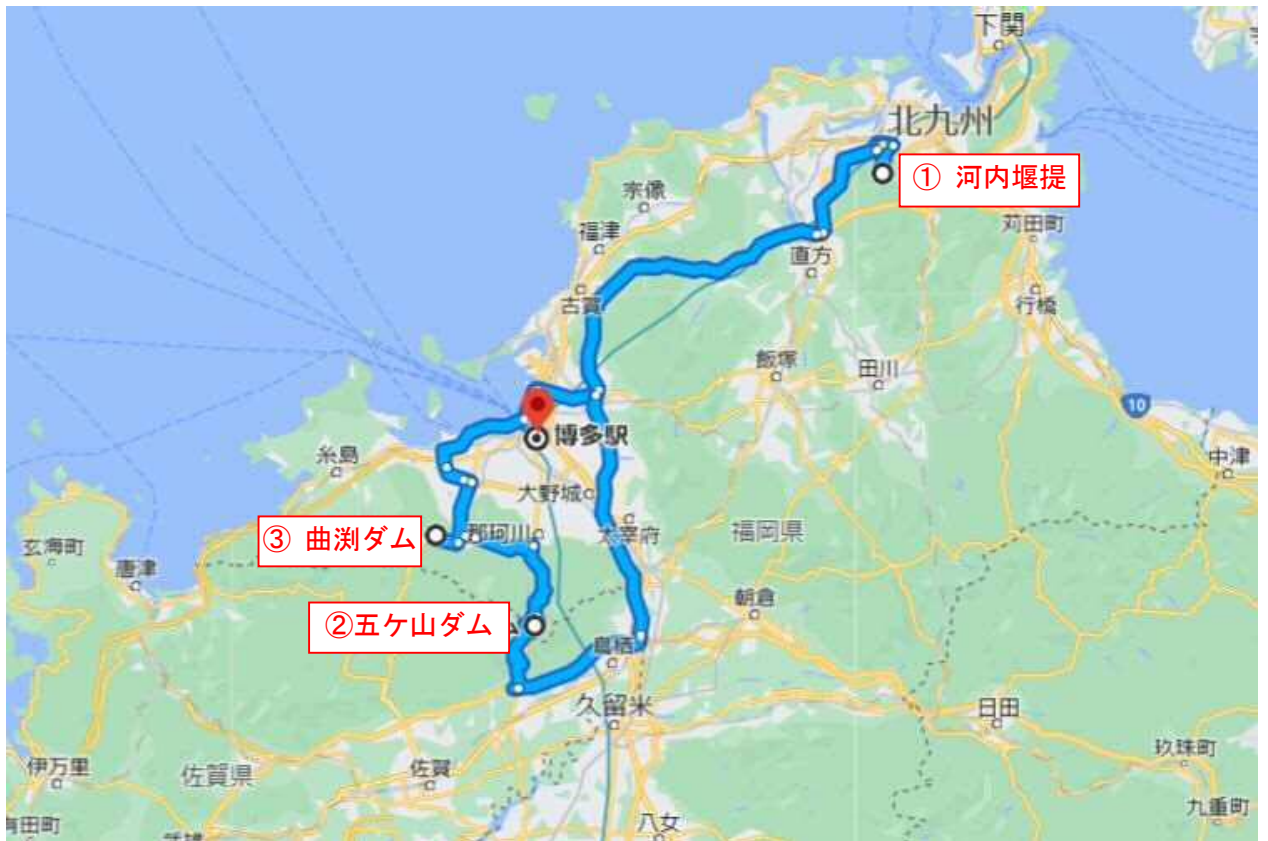 下関
北九州
① 河内堰提
宗像
福津
苅田町
直方
古賀
行橋
飯塚
田川
10
博多駅
糸島
中津
大野城
③ 曲渕ダム
那珂川
太宰府
福岡県
玄海町
唐津
朝倉
②五ケ山ダム
鳥栖
久留米
日田
玖珠町
伊万里
佐賀県
佐賀
九重町
有田町
八女